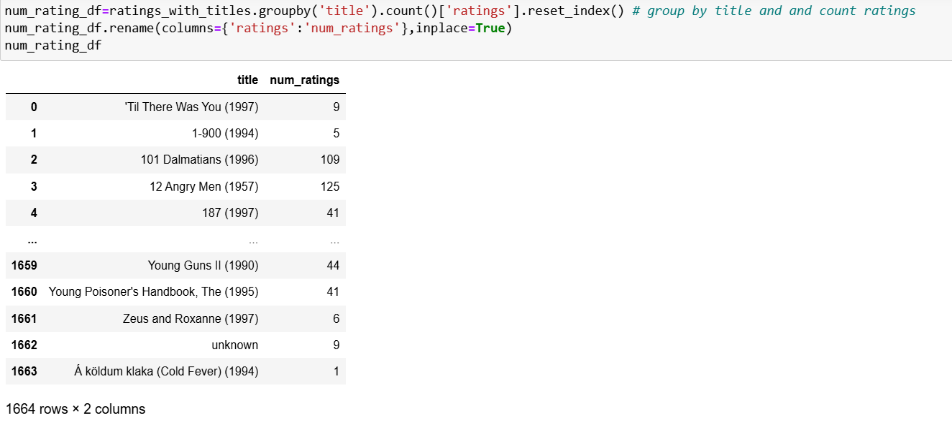 num_rating_df=ratings_with_titles.groupby('title').count()['ratings'].reset_index() # group by title and and count ratings
num_rating_df.rename(columns={'ratings':'num_ratings'},inplace=True)
num_rating_df
title num_ratings
0 'Til There Was You (1997) 9
1 1-900 (1994) 5
2 101 Dalmatians (1996) 109
3 12 Angry Men (1957) 125
4 187 (1997) 41
... ... ...
1659 Young Guns II (1990) 44
1660 Young Poisoner's Handbook, The (1995) 41
1661 Zeus and Roxanne (1997) 6
1662 unknown 9
1663 Á köldum klaka (Cold Fever) (1994) 1
1664 rows × 2 columns